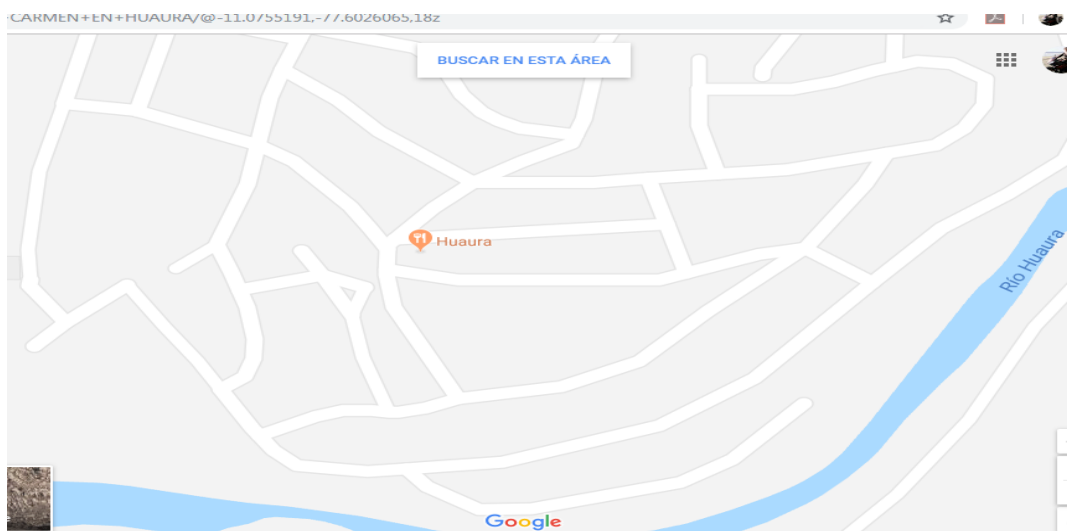 CARMEN+EN+HUAURA/@-11.0755191,-77.6026065,18z
BUSCAR EN ESTA ÁREA
Huaura
Río Huaura
Google